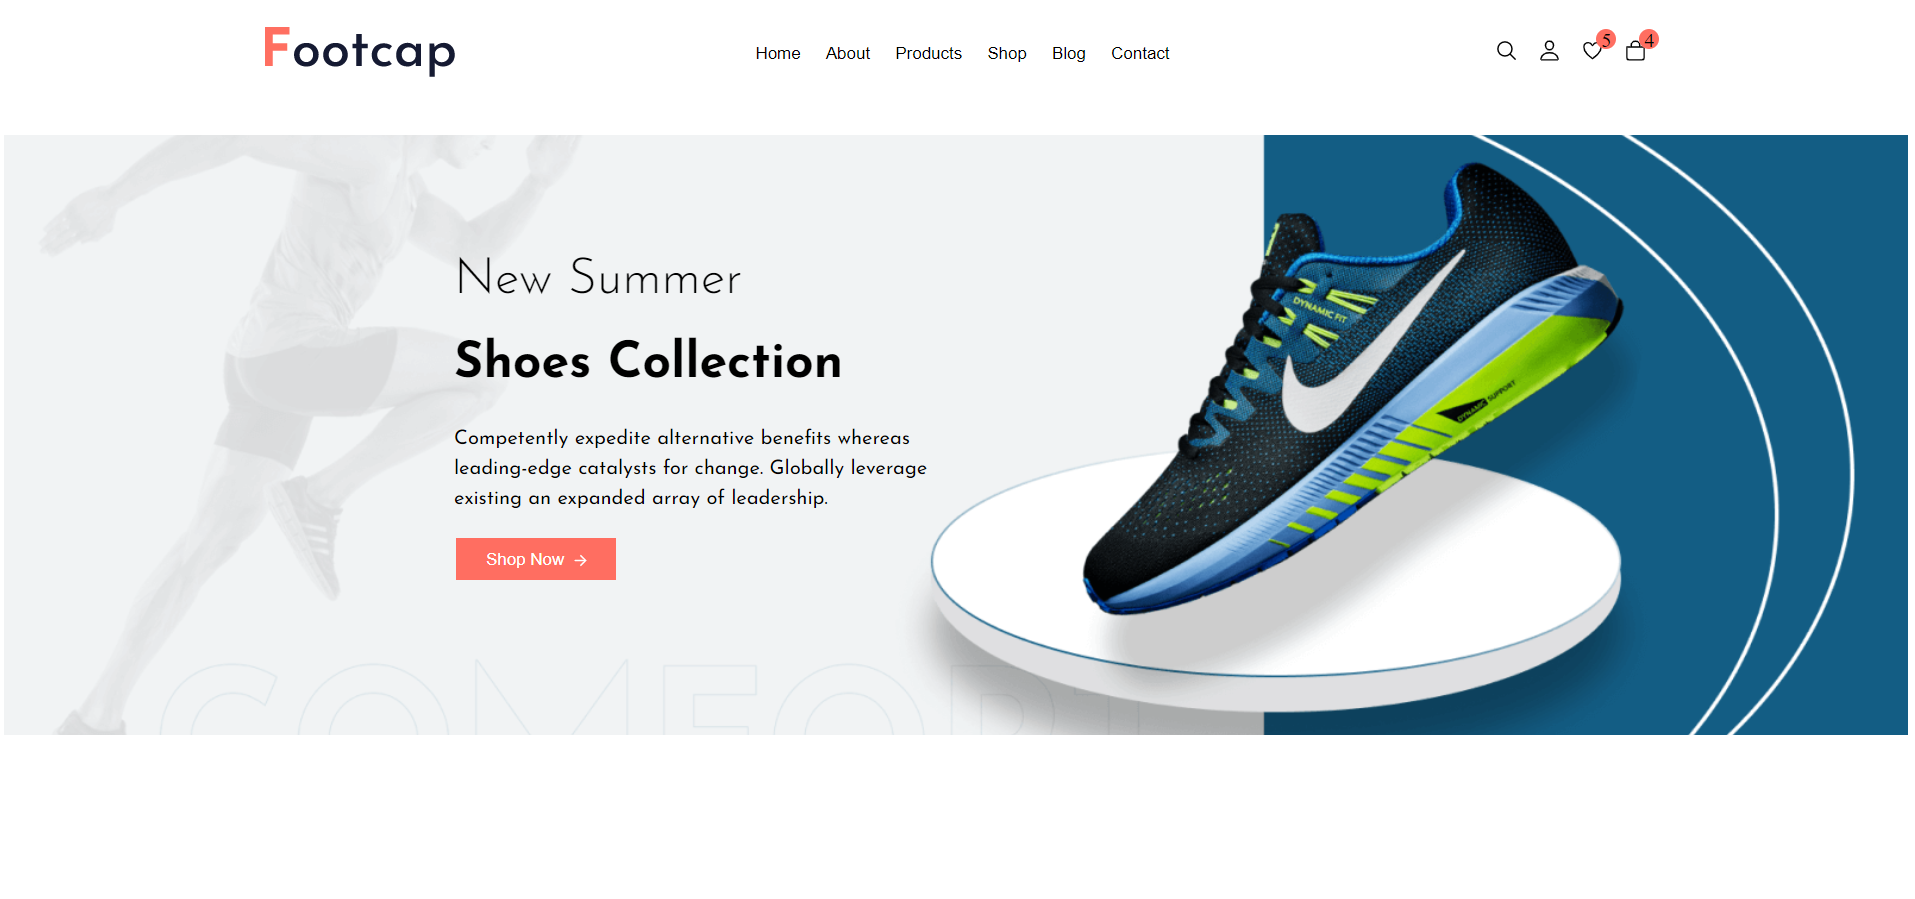 Footcap
Home About Products Shop Blog Contact
5 4
New Summer
Shoes Collection
Competently expedite alternative benefits whereas
leading-edge catalysts for change. Globally leverage
existing an expanded array of leadership.
Shop Now →
DYNAMIC FIT
DYNAMIC SUPPORT
COMFORT